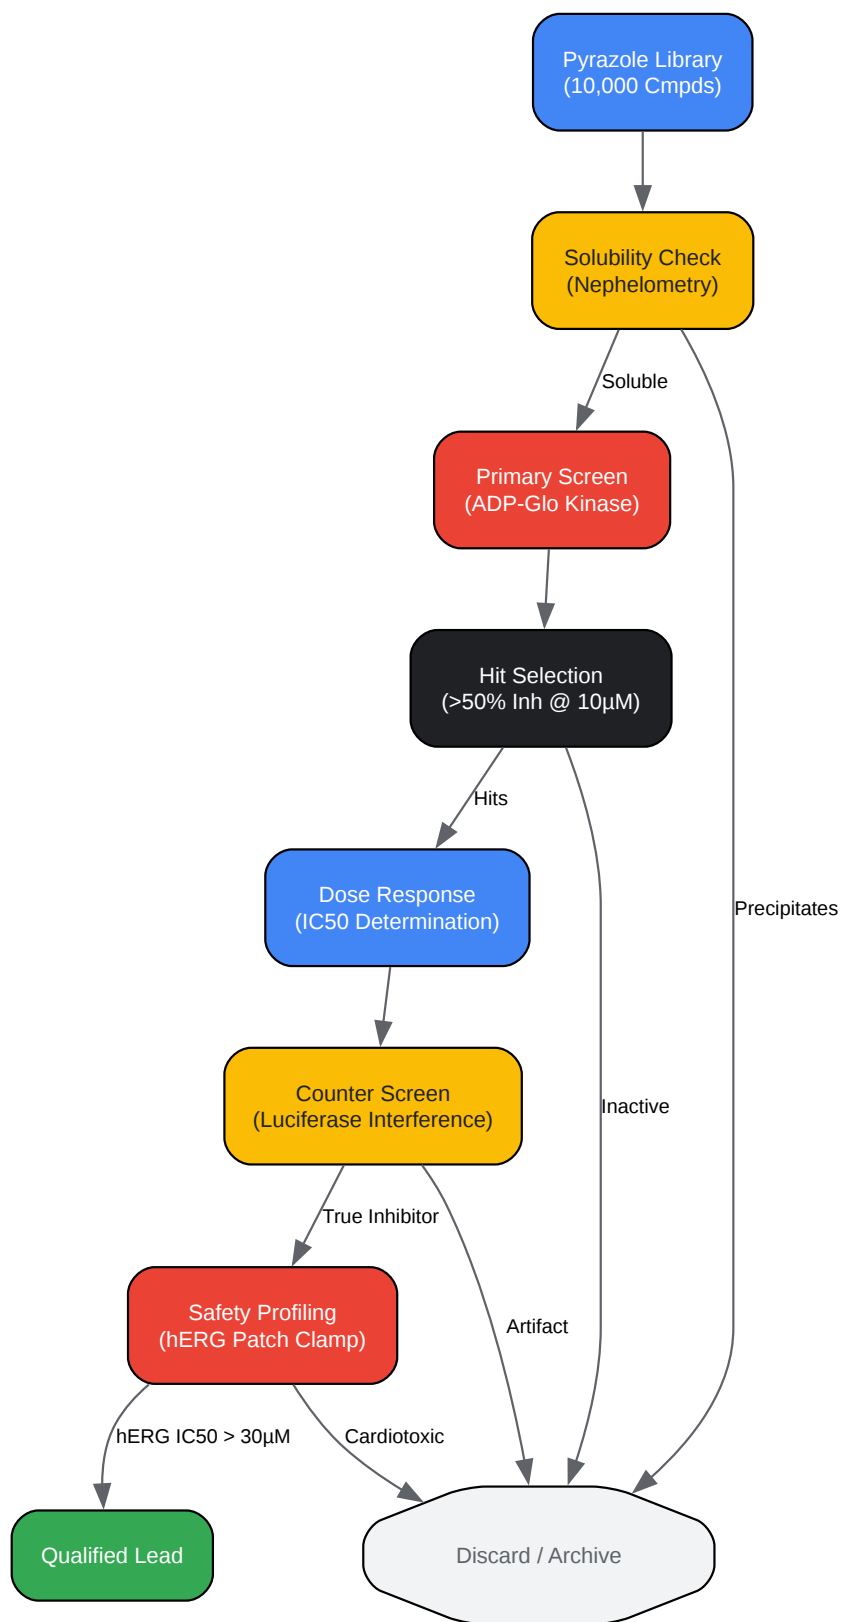 Pyrazole Library
(10,000 Cmpds)
Solubility Check
(Nephelometry)
Soluble
Primary Screen
(ADP-Glo Kinase)
Hit Selection
(>50% Inh @ 10µM)
Hits
Dose Response
(IC50 Determination)
Precipitates
Counter Screen
(Luciferase Interference)
Inactive
True Inhibitor
Safety Profiling
(hERG Patch Clamp)
Artifact
hERG IC50 > 30µM
Cardiotoxic
Qualified Lead
Discard / Archive